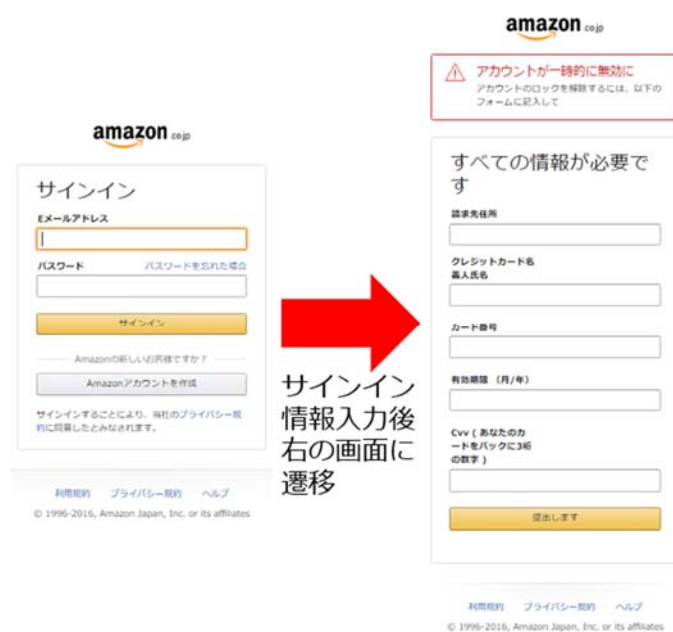 amazon.co.jp
サインイン
Eメールアドレス
パスワード パスワードを忘れた場合
サインイン
Amazonの新しいお客様ですか？
Amazonアカウントを作成
サインインすることにより、当社のプライバシー規
約に同意したとみなされます。
利用規約 プライバシー規約 ヘルプ
© 1996-2016, Amazon Japan, Inc. or its affiliates
サインイン
情報入力後
右の画面に
遷移
amazon.co.jp
アカウントが一時的に無効に
アカウントのロックを解除するには、以下の
フォームに記入して
すべての情報が必要で
す
請求先住所
クレジットカード名
義人氏名
カード番号
有効期限 （月/年）
Cvv ( あなたのカ
ードをバックに3桁
の数字 )
提出します
利用規約 プライバシー規約 ヘルプ
© 1996-2016, Amazon Japan, Inc. or its affiliates